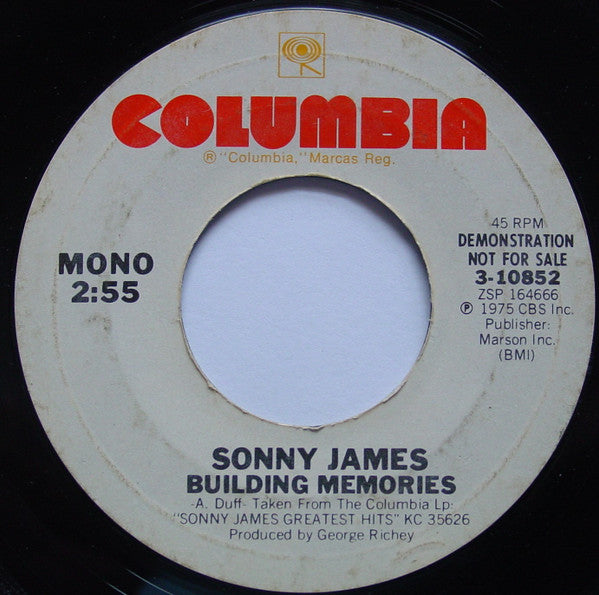 COLUMBIA
® "Columbia," Marcas Reg.
MONO
2:55
45 RPM
DEMONSTRATION
NOT FOR SALE
3-10852
ZSP 164666
℗ 1975 CBS Inc.
Publisher:
Marson Inc.
(BMI)
SONNY JAMES
BUILDING MEMORIES
-A. Duff- Taken From The Columbia Lp:
"SONNY JAMES GREATEST HITS" KC 35626
Produced by George Richey